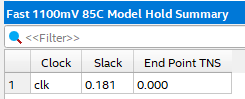 Fast 1100mV 85C Model Hold Summary
<<Filter>>
Clock Slack End Point TNS
1 clk 0.181 0.000